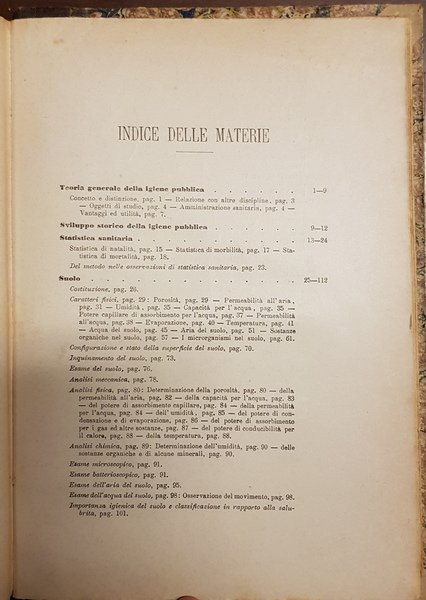 INDICE DELLE MATERIE
Teoria generale della igiene pubblica . . . . . . . . 1—9
Concetto e distinzione, pag. 1 — Relazione con altre discipline, pag. 3
— Oggetti di studio, pag. 4 — Amministrazione sanitaria, pag. 4 —
Vantaggi ed utilità, pag. 7.
Sviluppo storico della igiene pubblica . . . . . . . . 9—12
Statistica sanitaria . . . . . . . . . . . . . 13—24
Statistica di natalità, pag. 15 — Statistica di morbilità, pag. 17 — Sta-
tistica di mortalità, pag. 18.
Del metodo nelle osservazioni di statistica sanitaria, pag. 23.
Suolo . . . . . . . . . . . . . . . . 25—112
Costituzione, pag. 26.
Caratteri fisici, pag. 29: Porosità, pag. 29 — Permeabilità all'aria,
pag. 31 — Umidità, pag. 35 — Capacità per l'acqua, pag. 35 —
Potere capillare di assorbimento per l'acqua, pag. 37 — Permeabilità
all'acqua, pag. 38 — Evaporazione, pag. 40 — Temperatura, pag. 41
— Acqua del suolo, pag. 45 — Aria del suolo, pag. 51 — Sostanze
organiche nel suolo, pag. 57 — I microrganismi nel suolo, pag. 61.
Configurazione e stato della superficie del suolo, pag. 70.
Inquinamento del suolo, pag. 73.
Esame del suolo, pag. 76.
Analisi meccanica, pag. 78.
Analisi fisica, pag. 80: Determinazione della porosità, pag. 80 — della
permeabilità all'aria, pag. 82 — della capacità per l'acqua, pag. 83
— del potere di assorbimento capillare, pag. 84 — della permeabilità
per l'acqua, pag. 84 — dell'umidità, pag. 85 — del potere di con-
densazione e di evaporazione, pag. 86 — del potere di assorbimento
per i gas ed altre sostanze, pag. 87 — del potere di conducibilità per
il calore, pag. 88 — della temperatura, pag. 88.
Analisi chimica, pag. 89: Determinazione dell'umidità, pag. 90 — delle
sostanze organiche e di alcune minerali, pag. 90.
Esame microscopico, pag. 91.
Esame batterioscopico, pag. 91.
Esame dell'aria del suolo, pag. 95.
Esame dell'acqua del suolo, pag. 98: Osservazione del movimento, pag. 98.
Importanza igienica del suolo e classificazione in rapporto alla salu-
brità, pag. 101.